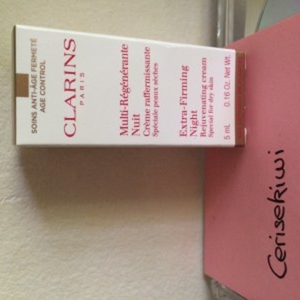 SOINS ANTI-ÂGE FERMETÉ
AGE CONTROL
CLARINS
PARIS
Multi-Régénérante
Nuit
Crème raffermissante
Spéciale peaux sèches
Extra-Firming
Night
Rejuvenating cream
Special for dry skin
5 mL 0.16 Oz. Net Wt.
Cerisekiwi